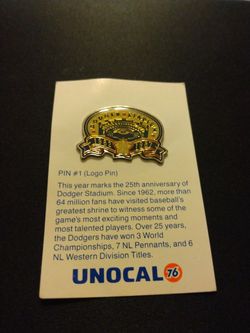 DODGER STADIUM
PIN #1 (Logo Pin)
This year marks the 25th anniversary of
Dodger Stadium. Since 1962, more than
64 million fans have visited baseball's
greatest shrine to witness some of the
game's most exciting moments and
most talented players. Over 25 years,
the Dodgers have won 3 World
Championships, 7 NL Pennants, and 6
NL Western Division Titles.
UNOCAL 76